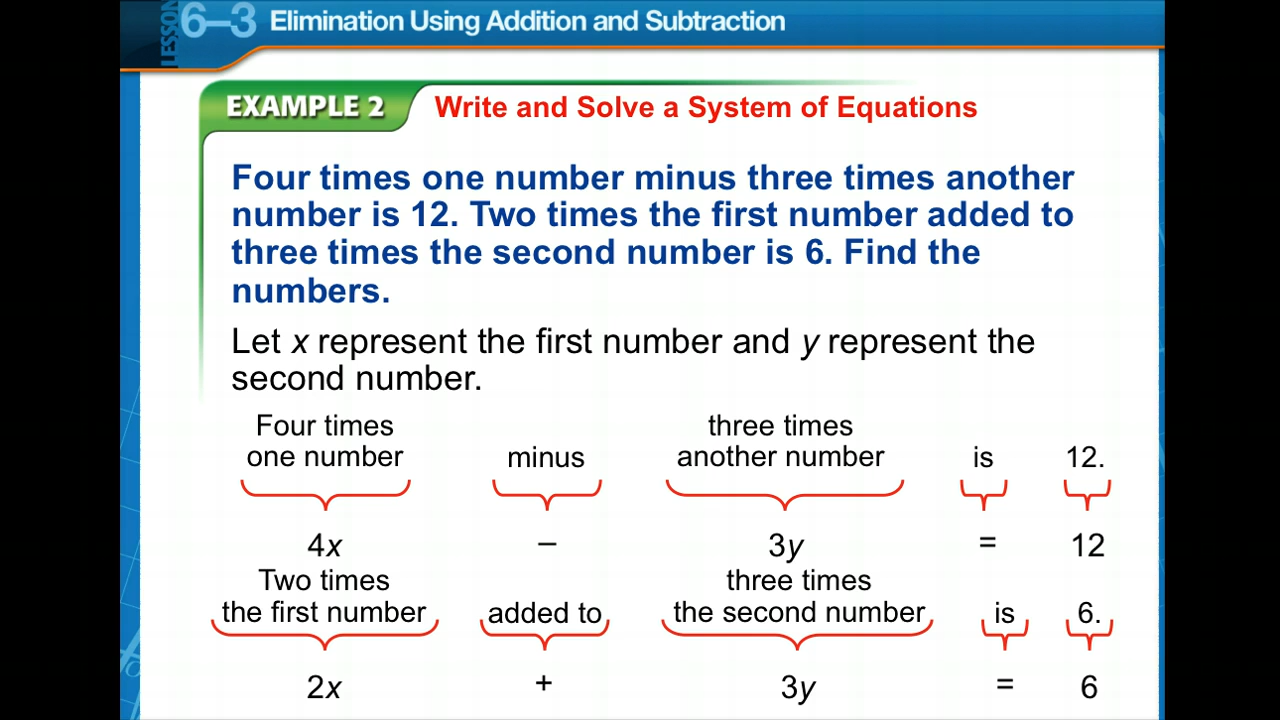 LESSON 6–3 Elimination Using Addition and Subtraction
EXAMPLE 2 Write and Solve a System of Equations
Four times one number minus three times another
number is 12. Two times the first number added to
three times the second number is 6. Find the
numbers.
Let x represent the first number and y represent the
second number.
Four times three times
one number minus another number is 12.
4x – 3y = 12
Two times three times
the first number added to the second number is 6.
2x + 3y = 6